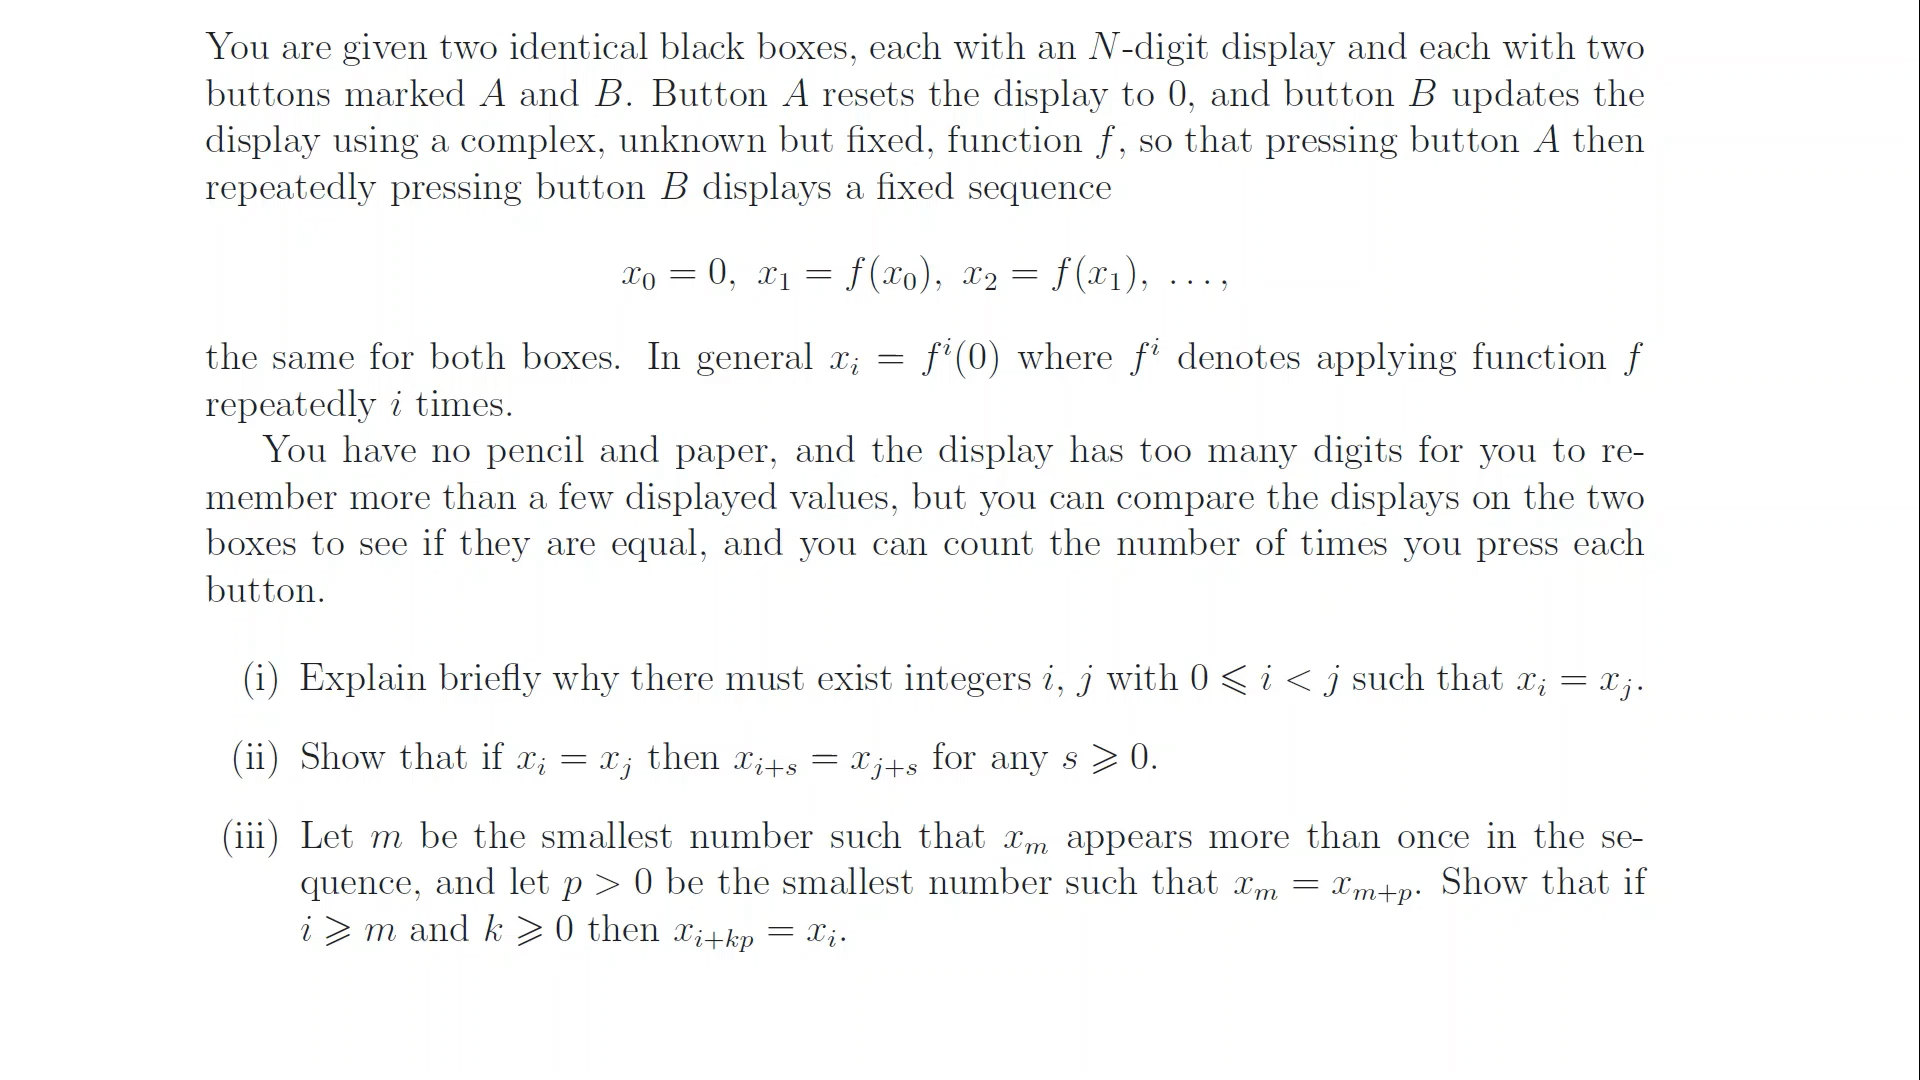 You are given two identical black boxes, each with an N-digit display and each with two
buttons marked A and B. Button A resets the display to 0, and button B updates the
display using a complex, unknown but fixed, function f, so that pressing button A then
repeatedly pressing button B displays a fixed sequence
x₀ = 0, x₁ = f(x₀), x₂ = f(x₁), . . . ,
the same for both boxes. In general xᵢ = fⁱ(0) where fⁱ denotes applying function f
repeatedly i times.
You have no pencil and paper, and the display has too many digits for you to re-
member more than a few displayed values, but you can compare the displays on the two
boxes to see if they are equal, and you can count the number of times you press each
button.
(i) Explain briefly why there must exist integers i, j with 0 ⩽ i < j such that xᵢ = xⱼ.
(ii) Show that if xᵢ = xⱼ then xᵢ₊ₛ = xⱼ₊ₛ for any s ⩾ 0.
(iii) Let m be the smallest number such that xₘ appears more than once in the se-
quence, and let p > 0 be the smallest number such that xₘ = xₘ₊ₚ. Show that if
i ⩾ m and k ⩾ 0 then xᵢ₊ₖₚ = xᵢ.